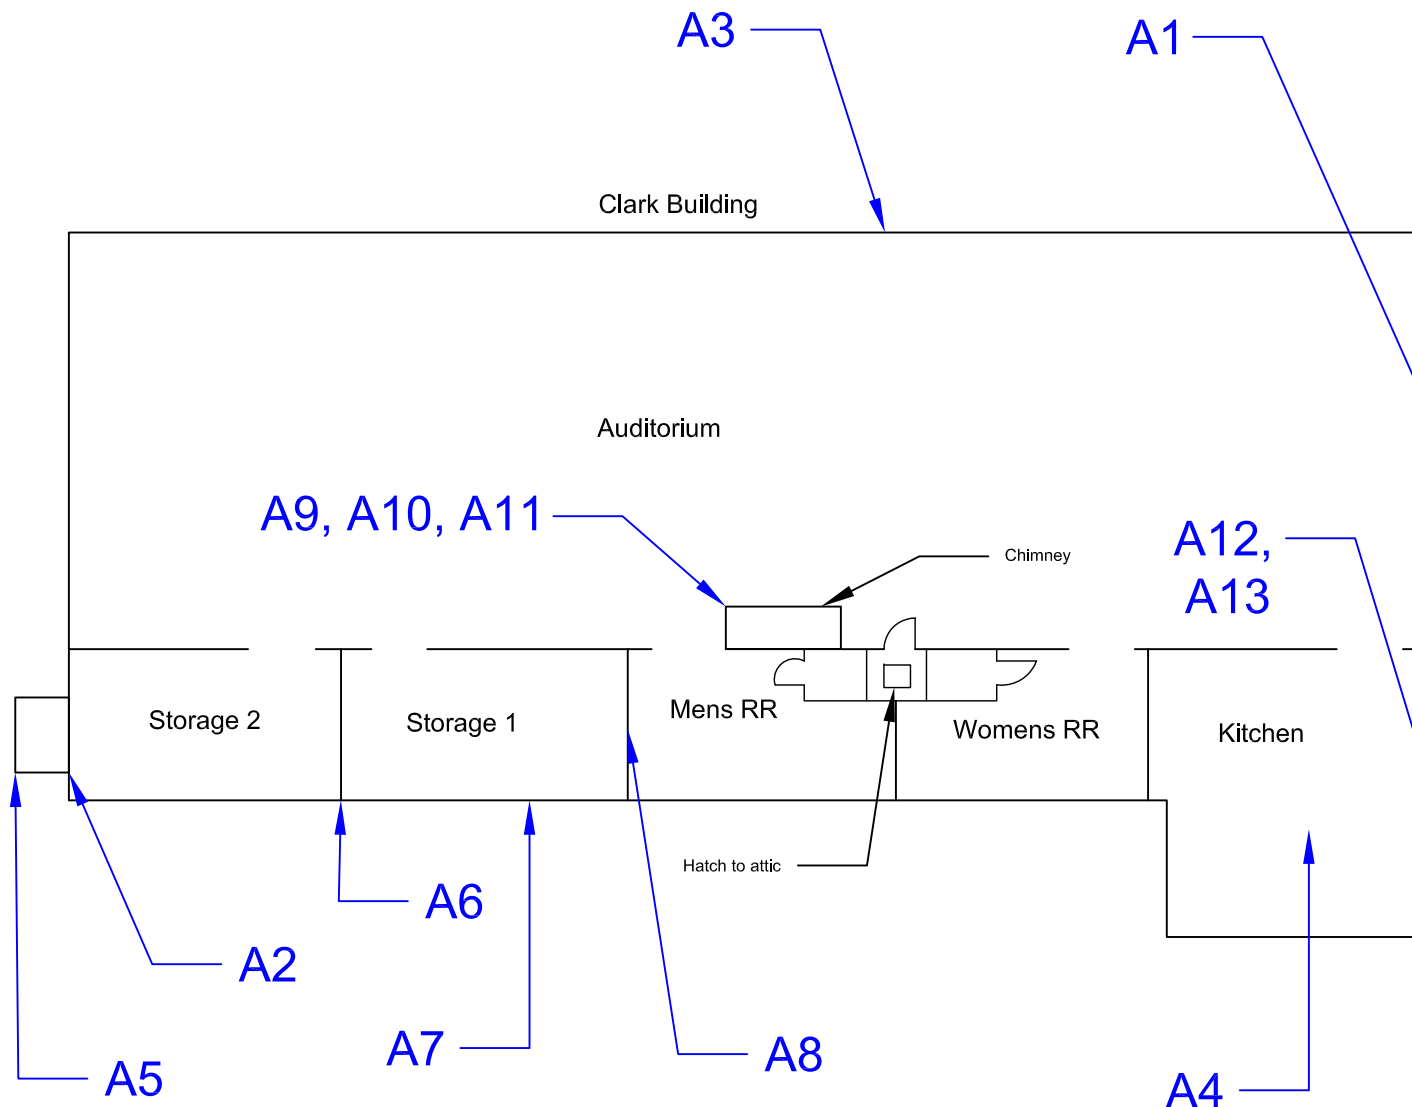 A3
A1
Clark Building
Auditorium
A9, A10, A11
A12,
A13
Chimney
Mens RR
Storage 2
Storage 1
Womens RR
Kitchen
Hatch to attic
A6
A2
A7
A8
A5
A4